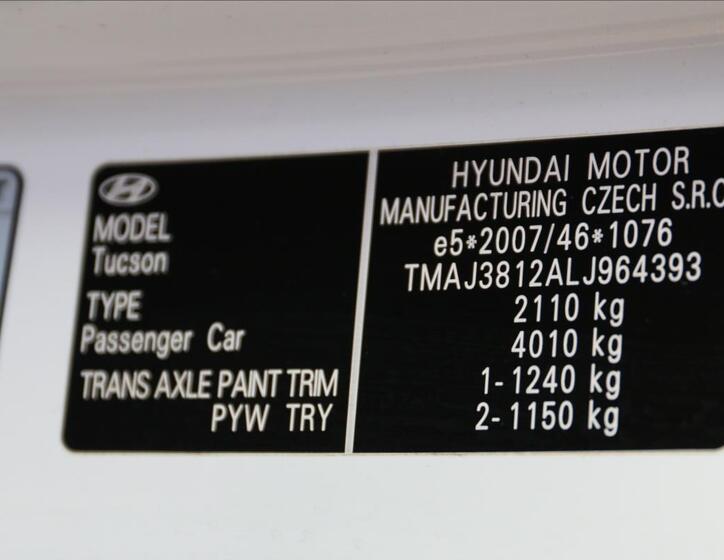 MODEL
Tucson
TYPE
Passenger Car
TRANS AXLE PAINT TRIM
PYW TRY
HYUNDAI MOTOR
MANUFACTURING CZECH S.R.O
e5*2007/46*1076
TMAJ3812ALJ964393
2110 kg
4010 kg
1-1240 kg
2-1150 kg